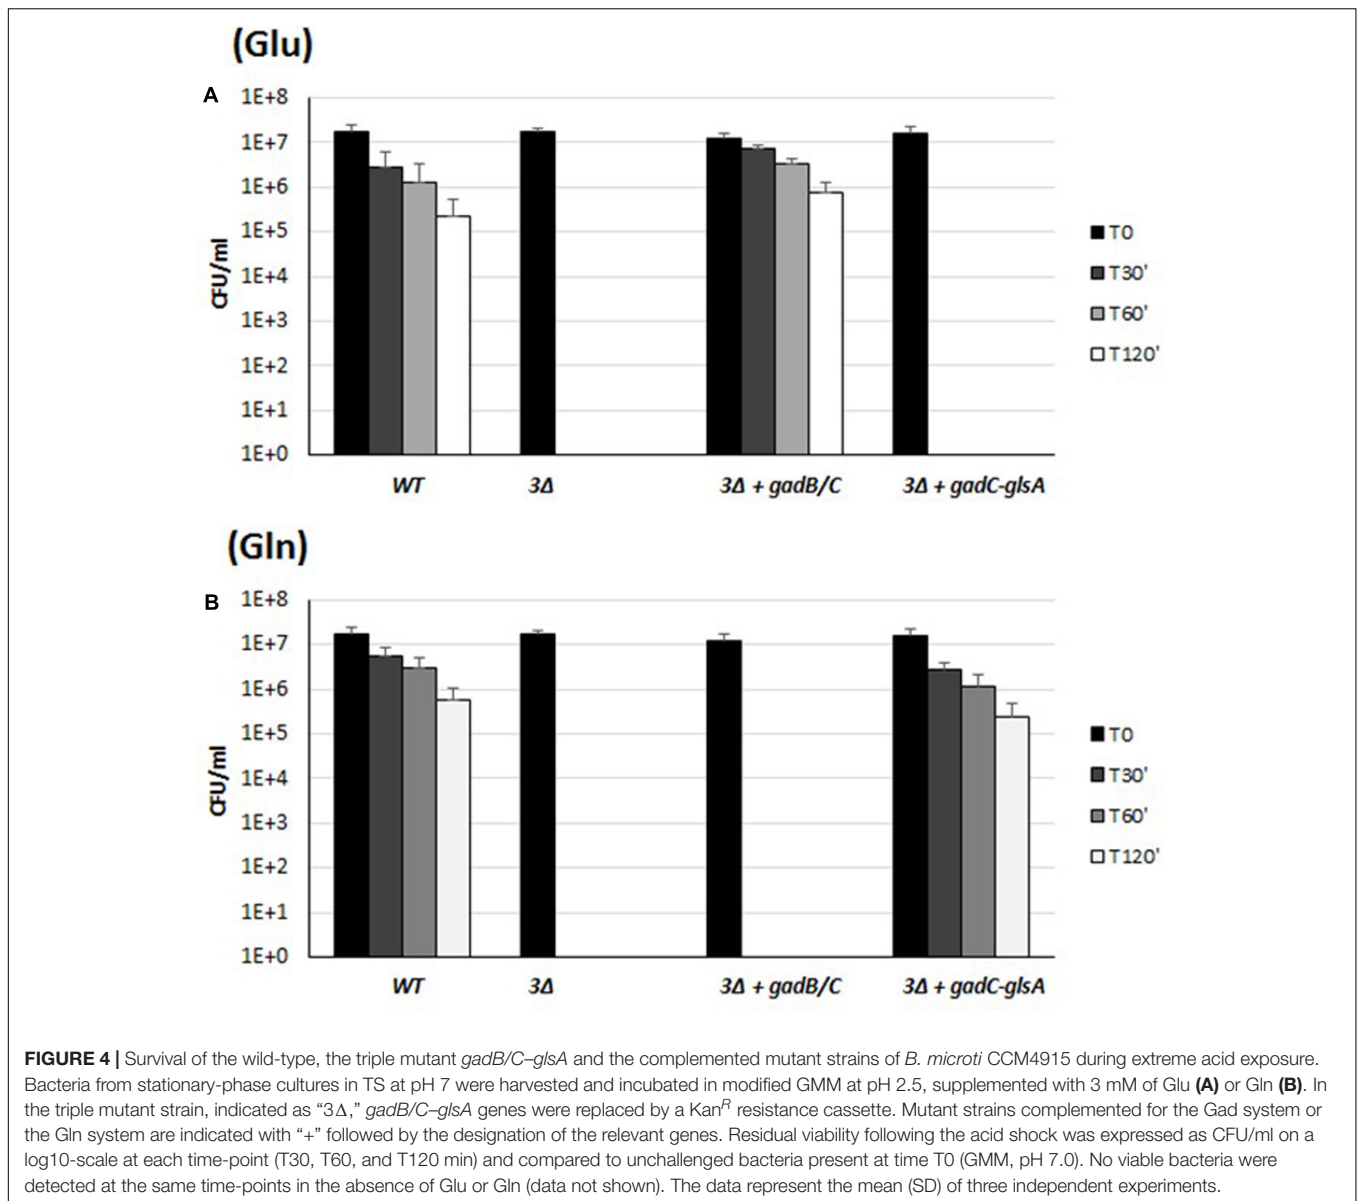 (Glu)
A
1E+8
1E+7
1E+6
1E+5
1E+4
1E+3
1E+2
1E+1
1E+0
CFU/ml
WT 3Δ 3Δ + gadB/C 3Δ + gadC-glsA
T0
T30'
T60'
T120'
(Gln)
B
1E+8
1E+7
1E+6
1E+5
1E+4
1E+3
1E+2
1E+1
1E+0
CFU/ml
WT 3Δ 3Δ + gadB/C 3Δ + gadC-glsA
T0
T30'
T60'
T120'
FIGURE 4 | Survival of the wild-type, the triple mutant gadB/C–glsA and the complemented mutant strains of B. microti CCM4915 during extreme acid exposure.
Bacteria from stationary-phase cultures in TS at pH 7 were harvested and incubated in modified GMM at pH 2.5, supplemented with 3 mM of Glu (A) or Gln (B). In
the triple mutant strain, indicated as “3Δ,” gadB/C–glsA genes were replaced by a Kan^R resistance cassette. Mutant strains complemented for the Gad system or
the Gln system are indicated with “+” followed by the designation of the relevant genes. Residual viability following the acid shock was expressed as CFU/ml on a
log10-scale at each time-point (T30, T60, and T120 min) and compared to unchallenged bacteria present at time T0 (GMM, pH 7.0). No viable bacteria were
detected at the same time-points in the absence of Glu or Gln (data not shown). The data represent the mean (SD) of three independent experiments.